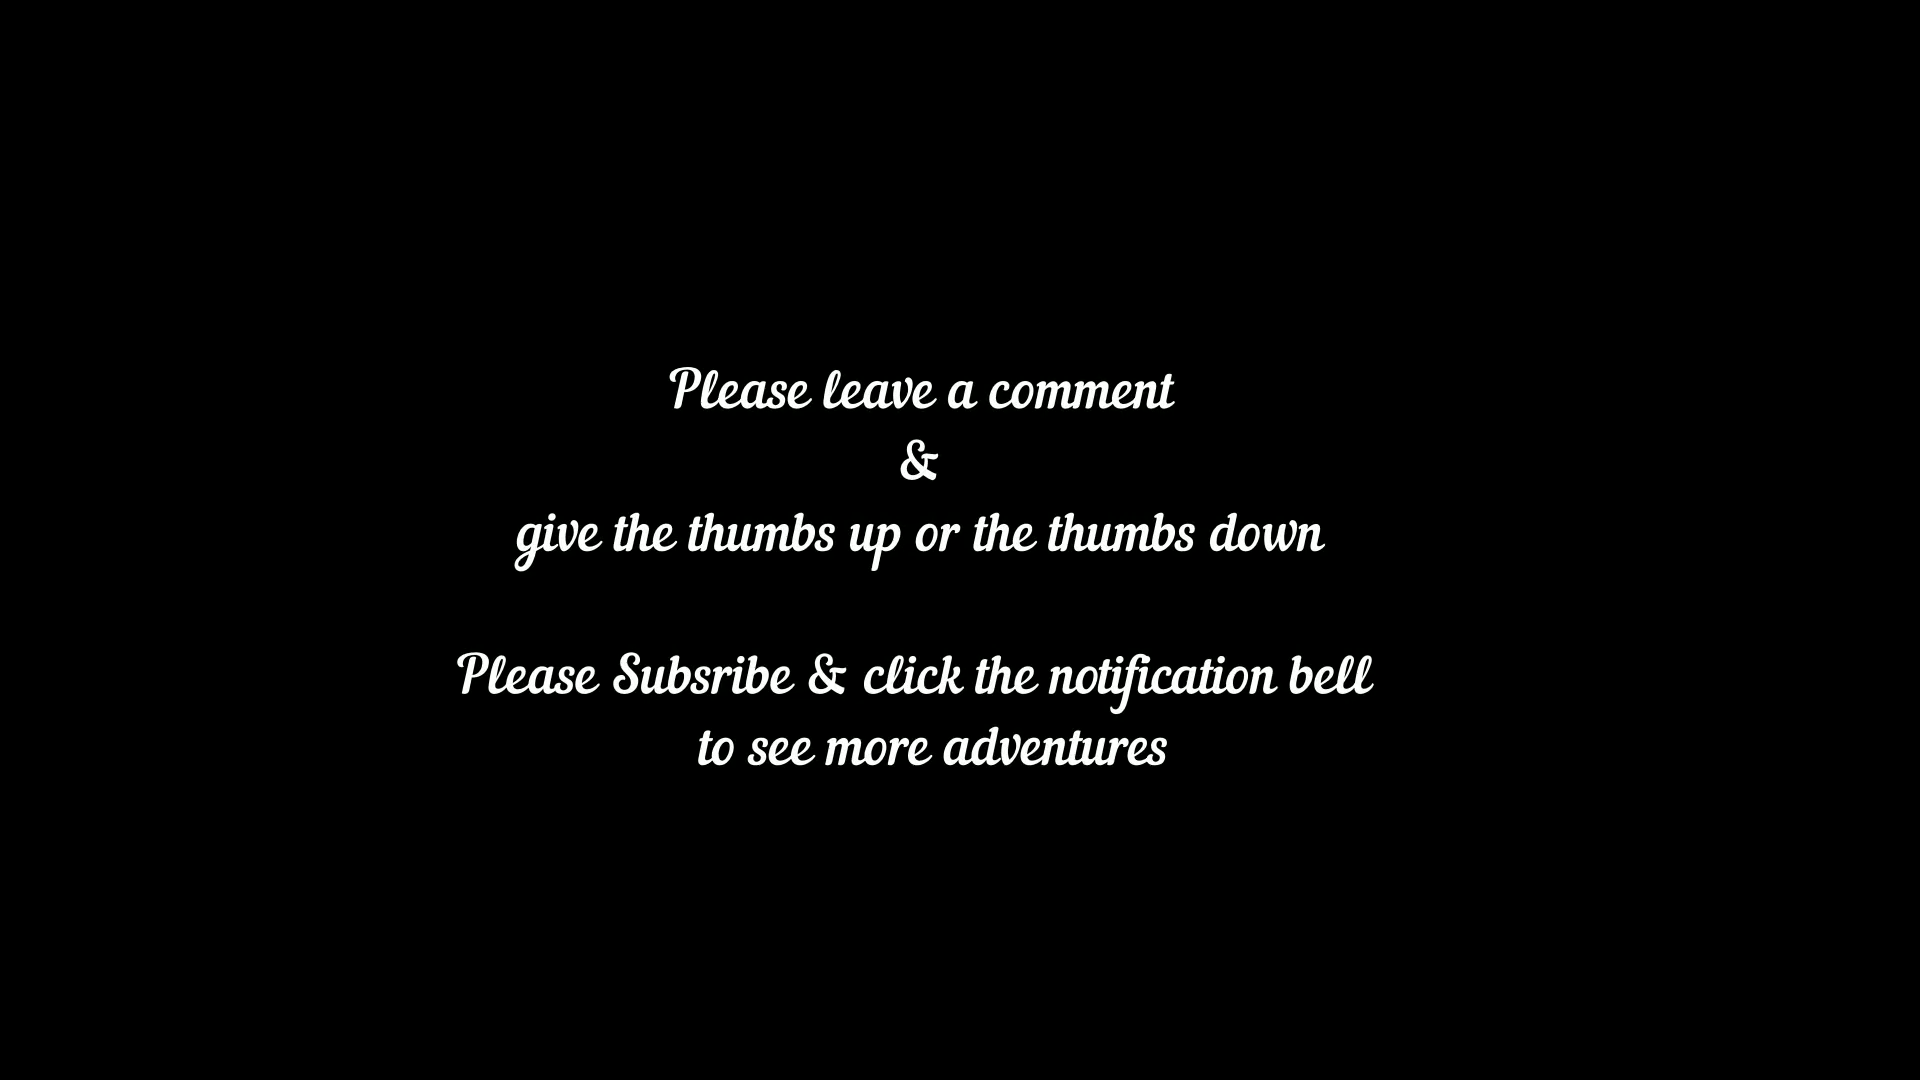 Please leave a comment
&
give the thumbs up or the thumbs down
Please Subsribe & click the notification bell
to see more adventures